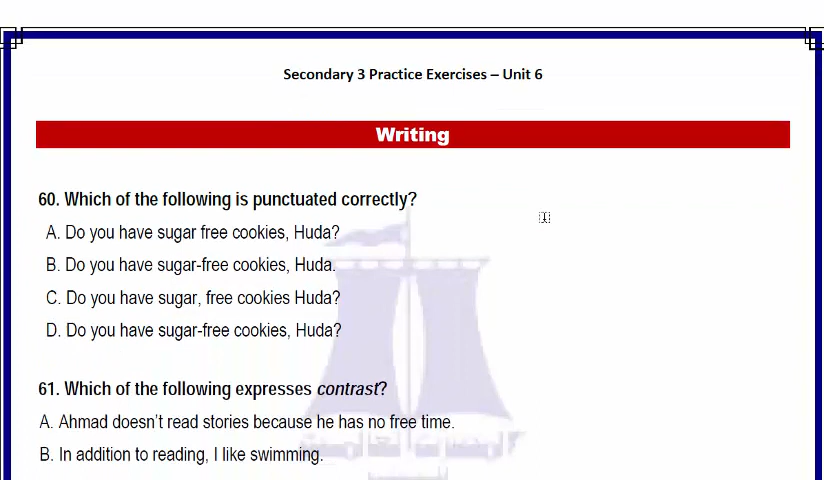 Secondary 3 Practice Exercises – Unit 6
Writing
60. Which of the following is punctuated correctly?
A. Do you have sugar free cookies, Huda?
B. Do you have sugar-free cookies, Huda.
C. Do you have sugar, free cookies Huda?
D. Do you have sugar-free cookies, Huda?
61. Which of the following expresses contrast?
A. Ahmad doesn’t read stories because he has no free time.
B. In addition to reading, I like swimming.